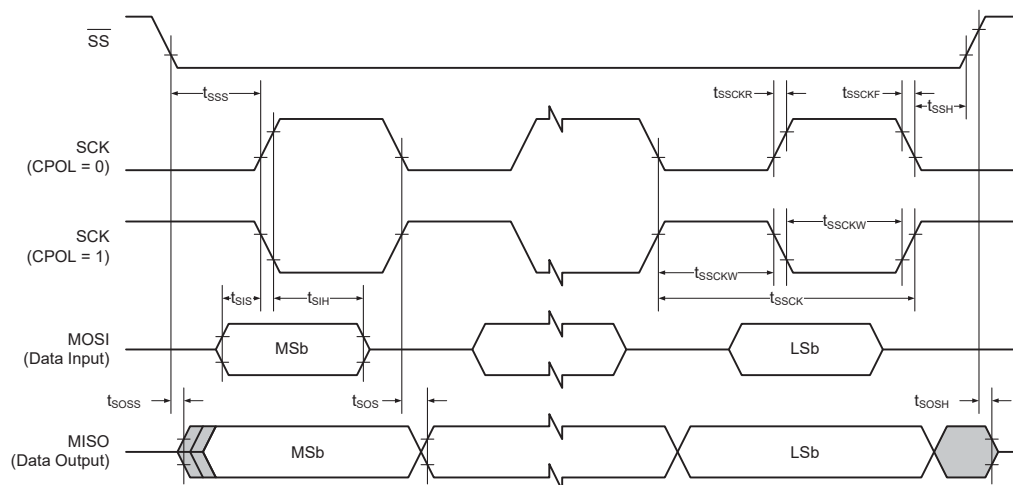 SS
tSSS
tSSCKR
tSSCKF
tSSH
SCK
(CPOL = 0)
SCK
(CPOL = 1)
tSSCKW
tSSCKW
tSSCK
tSIS
tSIH
MOSI
(Data Input)
MSb
LSb
tSOSS
tSOS
tSOSH
MISO
(Data Output)
MSb
LSb